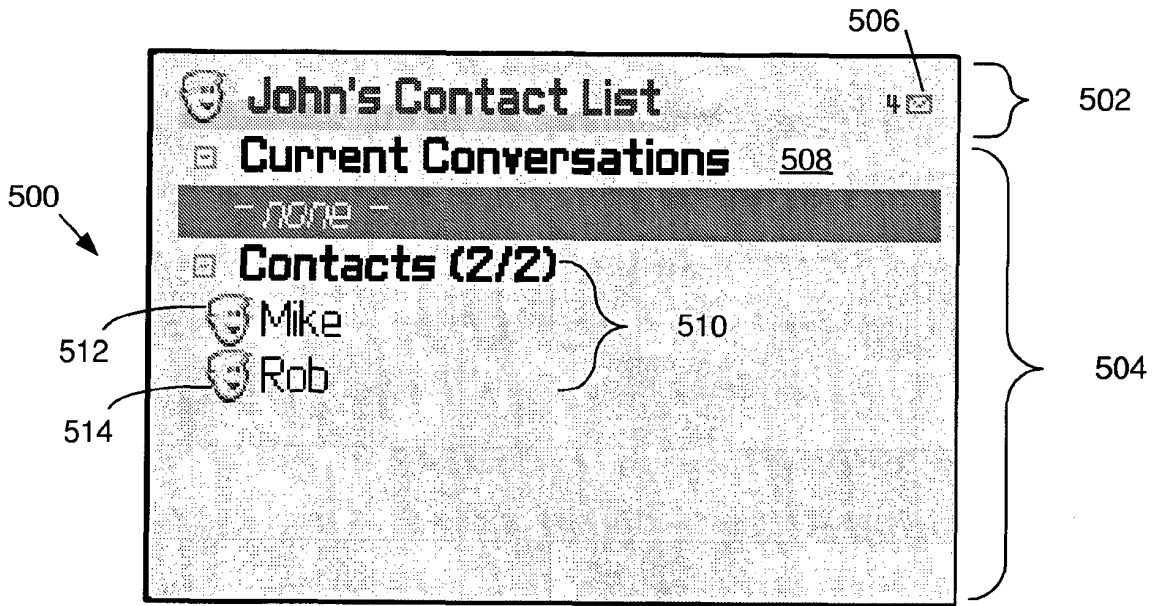 506
John's Contact List 4 502
Current Conversations 508
500
- none -
Contacts (2/2)
512 Mike 510
504
Rob
514